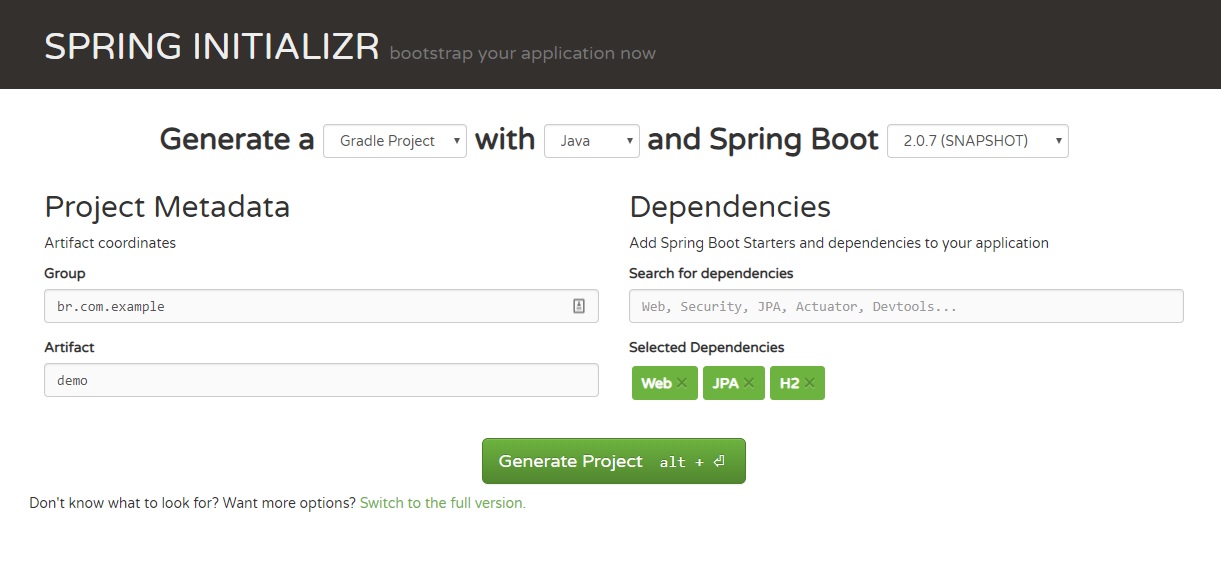 SPRING INITIALIZR bootstrap your application now
Generate a Gradle Project with Java and Spring Boot 2.0.7 (SNAPSHOT)
Project Metadata
Artifact coordinates
Group
br.com.example
Artifact
demo
Dependencies
Add Spring Boot Starters and dependencies to your application
Search for dependencies
Web, Security, JPA, Actuator, Devtools...
Selected Dependencies
Web × JPA × H2 ×
Generate Project alt + ⏎
Don't know what to look for? Want more options? Switch to the full version.